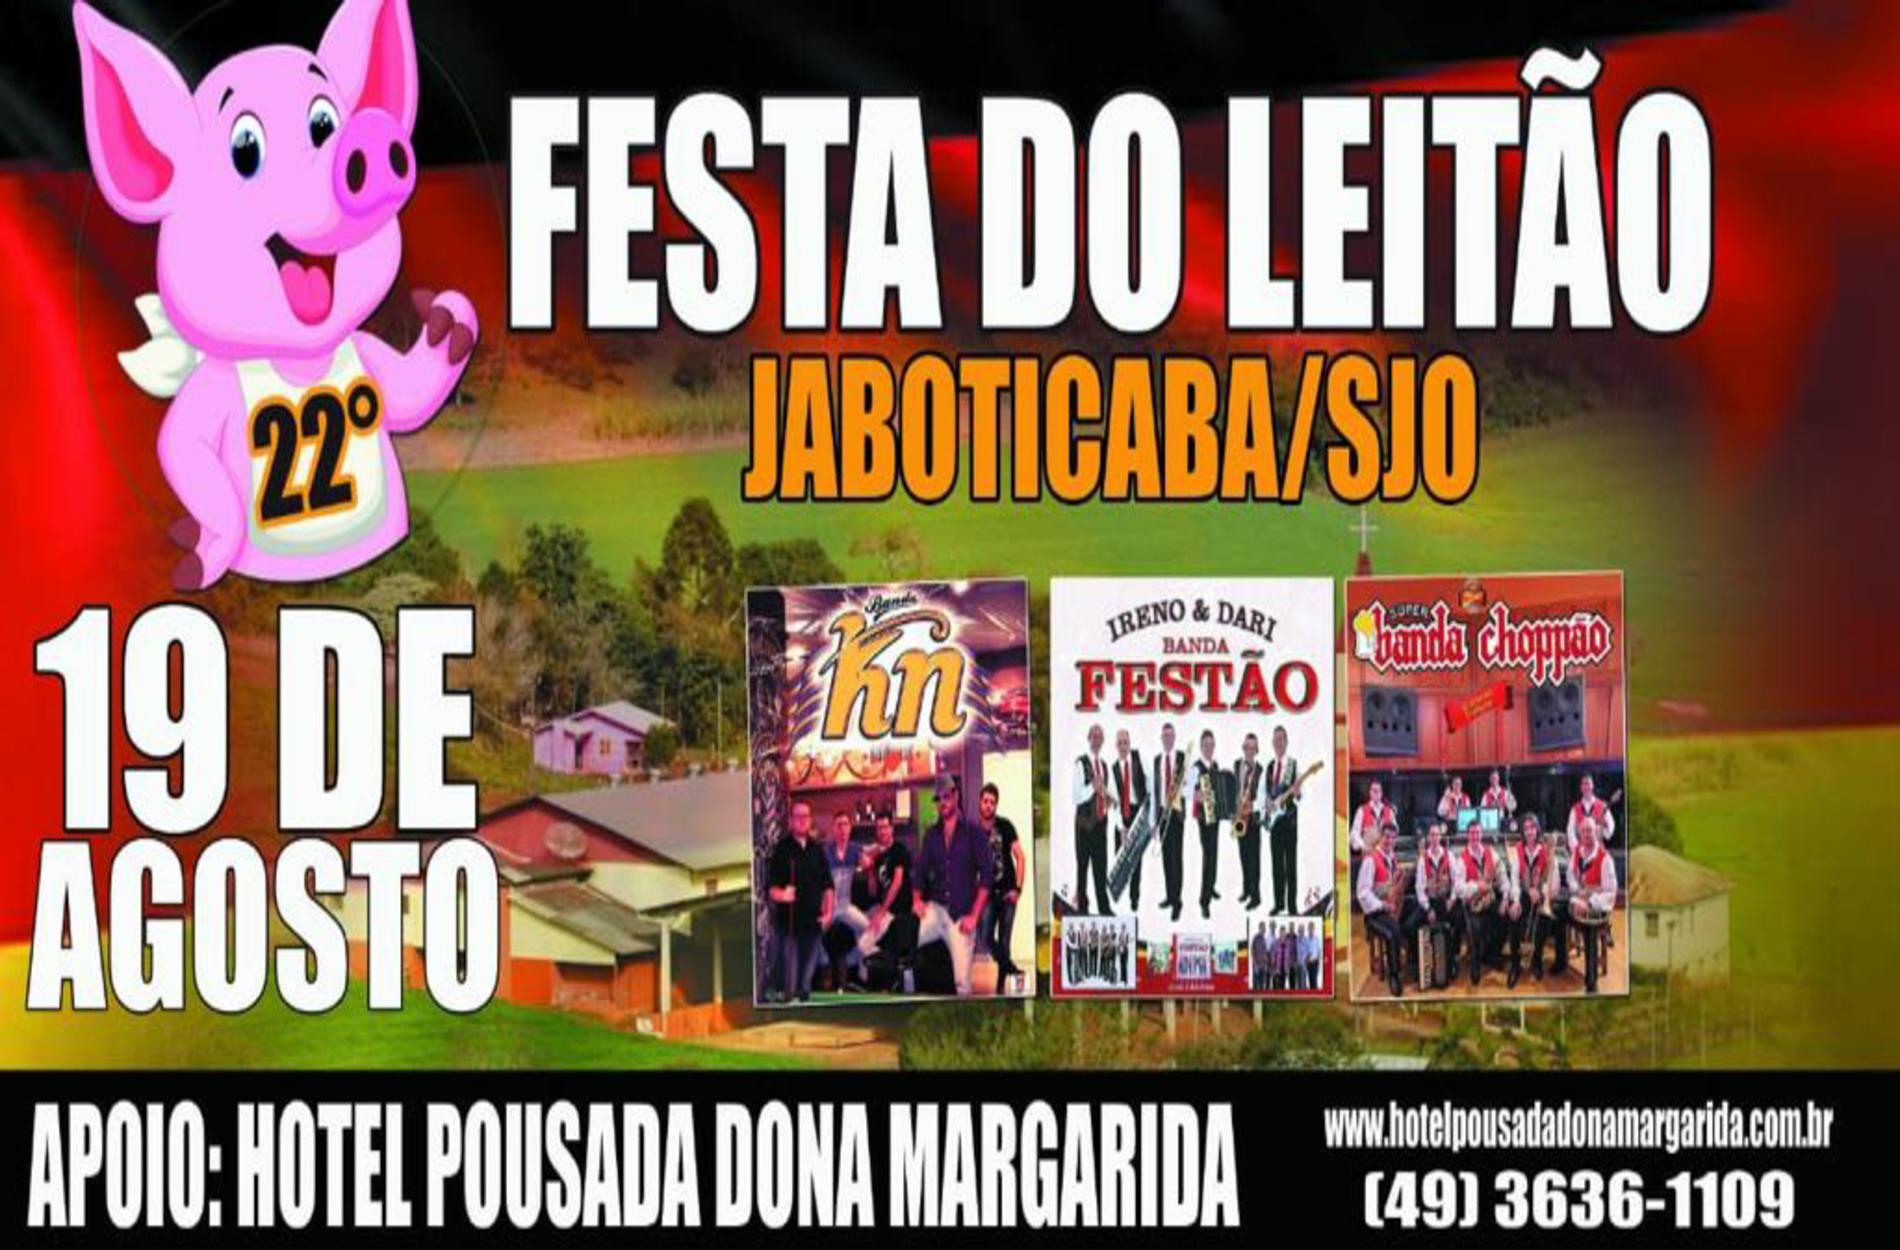 FESTA DO LEITÃO
JABOTICABA/SJO
22º
19 DE
AGOSTO
Banda
Kn
IRENO & DARI
BANDA
FESTÃO
SUPER
banda choppão
APOIO: HOTEL POUSADA DONA MARGARIDA
www.hotelpousadadonamargarida.com.br
(49) 3636-1109